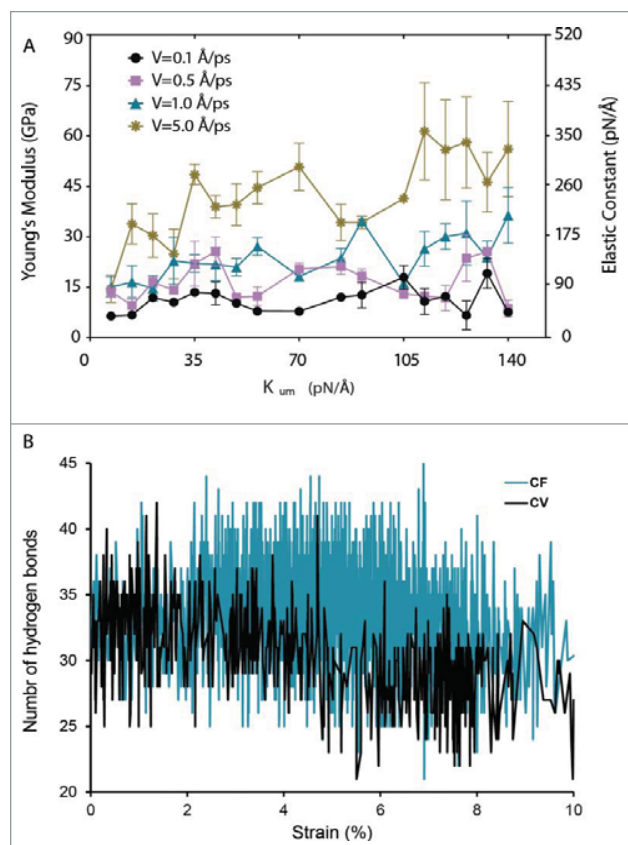 A
V=0.1 Å/ps
V=0.5 Å/ps
V=1.0 Å/ps
V=5.0 Å/ps
Young's Modulus (GPa)
90
75
60
45
30
15
0
Elastic Constant (pN/Å)
520
435
350
260
175
90
0
0 35 70 105 140
K um (pN/Å)
B
CF
CV
Numbr of hydrogen bonds
45
40
35
30
25
20
0 2 4 6 8 10
Strain (%)